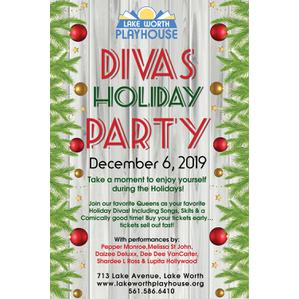 LAKE WORTH
PLAYHOUSE
DIVAS
HOLIDAY
PARTY
December 6, 2019
Take a moment to enjoy yourself
during the Holidays!
Join our favorite Queens as your favorite
Holiday Divas! Including Songs, Skits & a
Comically good time! Buy your tickets early...
tickets sell out fast!
With performances by:
Pepper Monroe,Melissa St John,
Daizee Deluxx, Dee Dee VanCarter,
Shardee L Ross & Lupita Hollywood
713 Lake Avenue, Lake Worth
www.lakeworthplayhouse.org
561.586.6410